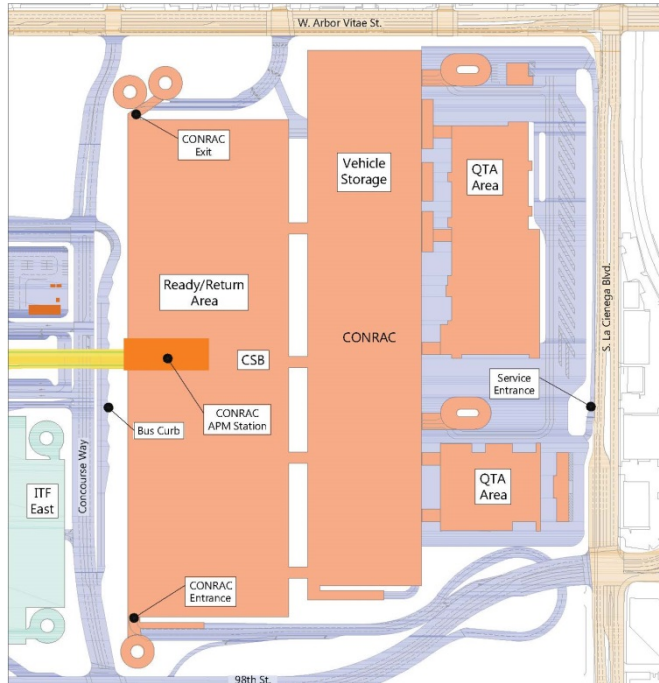 W. Arbor Vitae St.
CONRAC
Exit
Vehicle
Storage
QTA
Area
Ready/Return
Area
CONRAC
CSB
S. La Cienega Blvd.
Service
Entrance
CONRAC
APM Station
Bus Curb
Concourse Way
ITF
East
QTA
Area
CONRAC
Entrance
98th St.